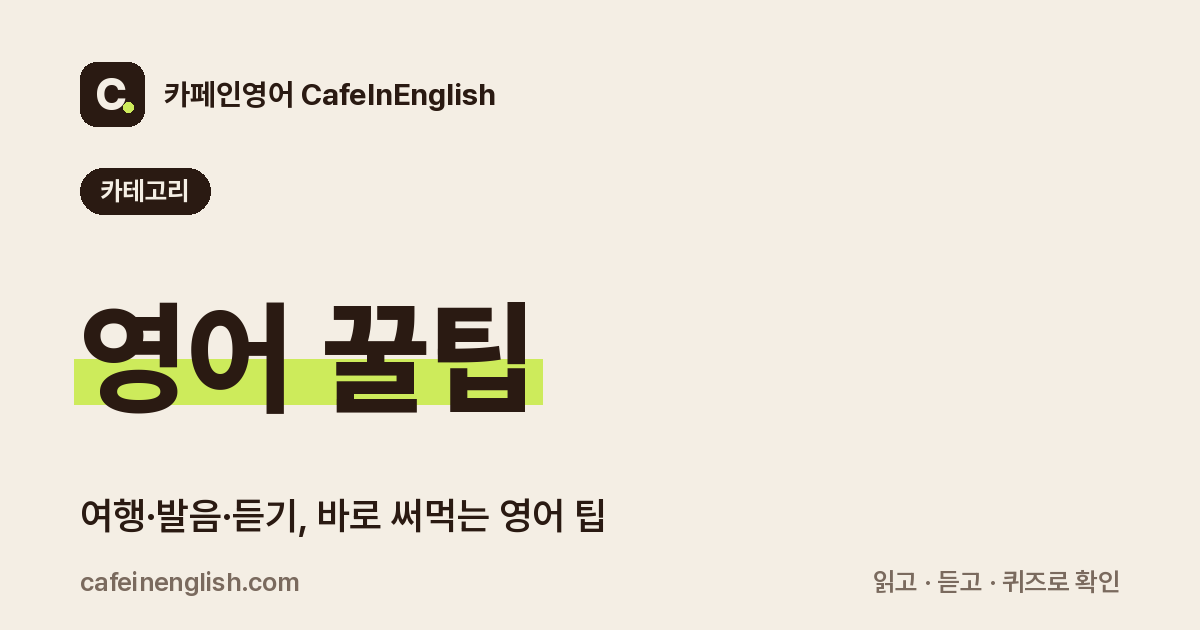 C.
카페인영어 CafeInEnglish
카테고리
영어 꿀팁
여행·발음·듣기, 바로 써먹는 영어 팁
cafeinenglish.com
읽고 · 듣고 · 퀴즈로 확인